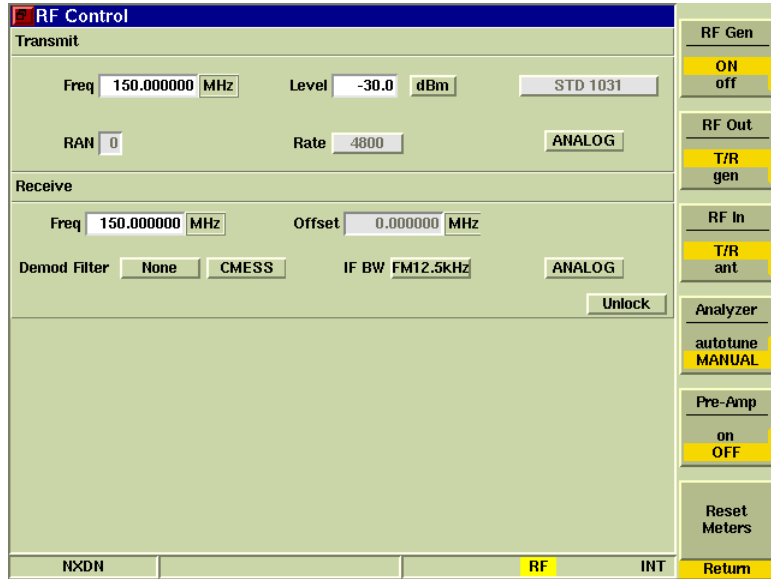 RF Control
Transmit
Freq 150.000000 MHz Level -30.0 dBm STD 1031
RAN 0 Rate 4800 ANALOG
Receive
Freq 150.000000 MHz Offset 0.000000 MHz
Demod Filter None CMESS IF BW FM12.5kHz ANALOG
Unlock
RF Gen
ON
off
RF Out
T/R
gen
RF In
T/R
ant
Analyzer
autotune
MANUAL
Pre-Amp
on
OFF
Reset
Meters
Return
NXDN RF INT